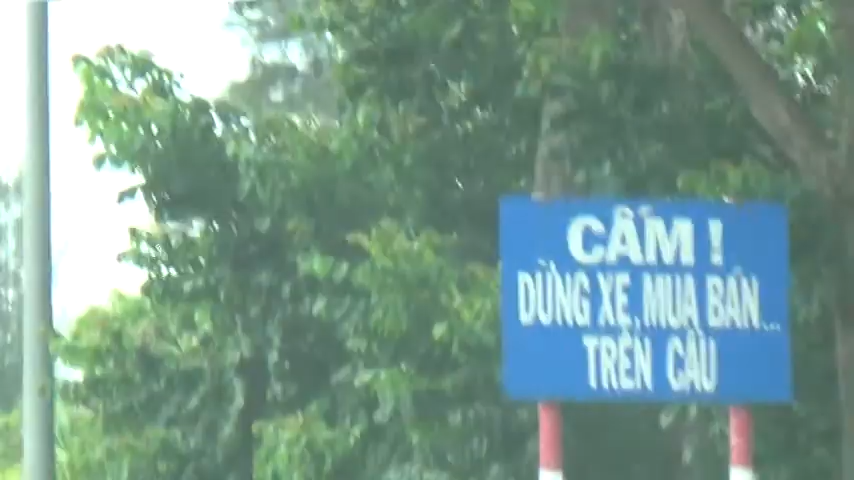 CẤM !
DỪNG XE, MUA BÁN...
TRÊN CẦU